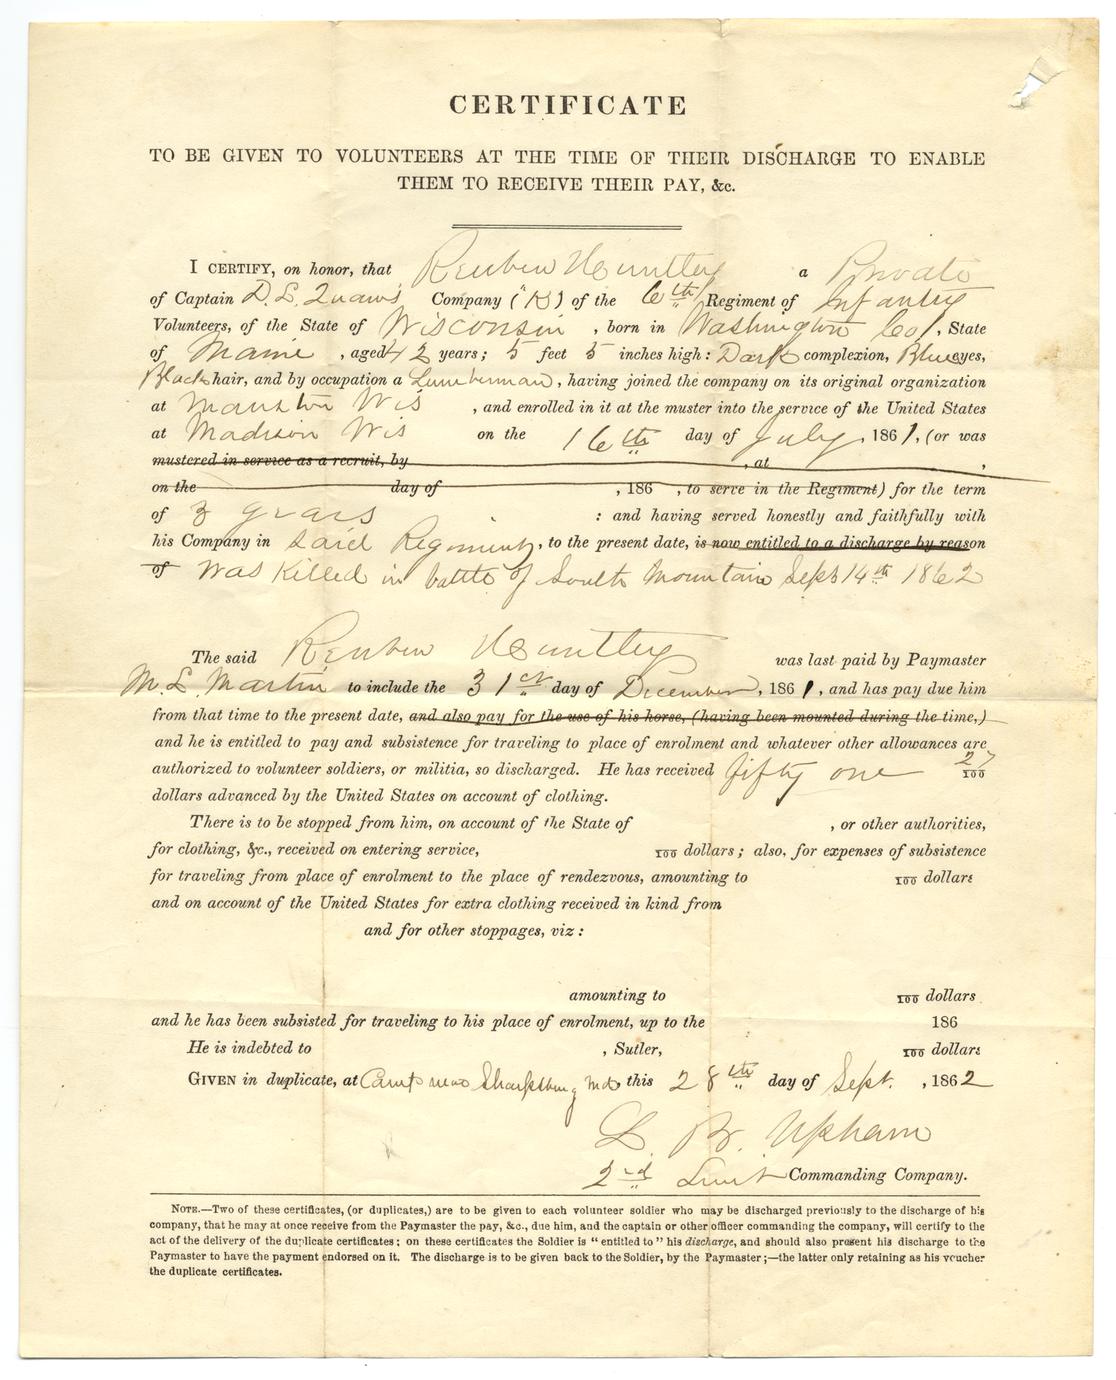 CERTIFICATE
TO BE GIVEN TO VOLUNTEERS AT THE TIME OF THEIR DISCHARGE TO ENABLE
THEM TO RECEIVE THEIR PAY, &c.
I CERTIFY, on honor, that Reuben Huntley a Private
of Captain D. L. Quaws Company ("K) of the 6th Regiment of Infantry
Volunteers, of the State of Wisconsin , born in Washington Co/, State
of Maine , aged 42 years; 5 feet 5 inches high: Dark complexion, Blue eyes,
Black hair, and by occupation a Lumberman, having joined the company on its original organization
at Mauston Wis , and enrolled in it at the muster into the service of the United States
at Madison Wis on the 16th day of July, 1861, (or was
mustered in service as a recruit, by , at ,
on the day of , 186 , to serve in the Regiment) for the term
of 3 years : and having served honestly and faithfully with
his Company in said Regiment, to the present date, is now entitled to a discharge by reason
of was Killed in battle of South Mountain Sept 14th 1862
The said Reuben Huntley was last paid by Paymaster
M. L. Martin to include the 31st day of December, 1861, and has pay due him
from that time to the present date, and also pay for the use of his horse, (having been mounted during the time,)
and he is entitled to pay and subsistence for traveling to place of enrolment and whatever other allowances are
authorized to volunteer soldiers, or militia, so discharged. He has received fifty one 27/100
dollars advanced by the United States on account of clothing.
There is to be stopped from him, on account of the State of , or other authorities,
for clothing, &c., received on entering service, /100 dollars; also, for expenses of subsistence
for traveling from place of enrolment to the place of rendezvous, amounting to /100 dollars
and on account of the United States for extra clothing received in kind from
and for other stoppages, viz:
amounting to /100 dollars
and he has been subsisted for traveling to his place of enrolment, up to the 186
He is indebted to , Sutler, /100 dollars
GIVEN in duplicate, at Camp near Sharpsburg Md this 28th day of Sept. , 1862
L. B. Upham
2nd Lieut Commanding Company.
NOTE.—Two of these certificates, (or duplicates,) are to be given to each volunteer soldier who may be discharged previously to the discharge of his
company, that he may at once receive from the Paymaster the pay, &c., due him, and the captain or other officer commanding the company, will certify to the
act of the delivery of the duplicate certificates; on these certificates the Soldier is "entitled to" his discharge, and should also present his discharge to the
Paymaster to have the payment endorsed on it. The discharge is to be given back to the Soldier, by the Paymaster;—the latter only retaining as his voucher
the duplicate certificates.